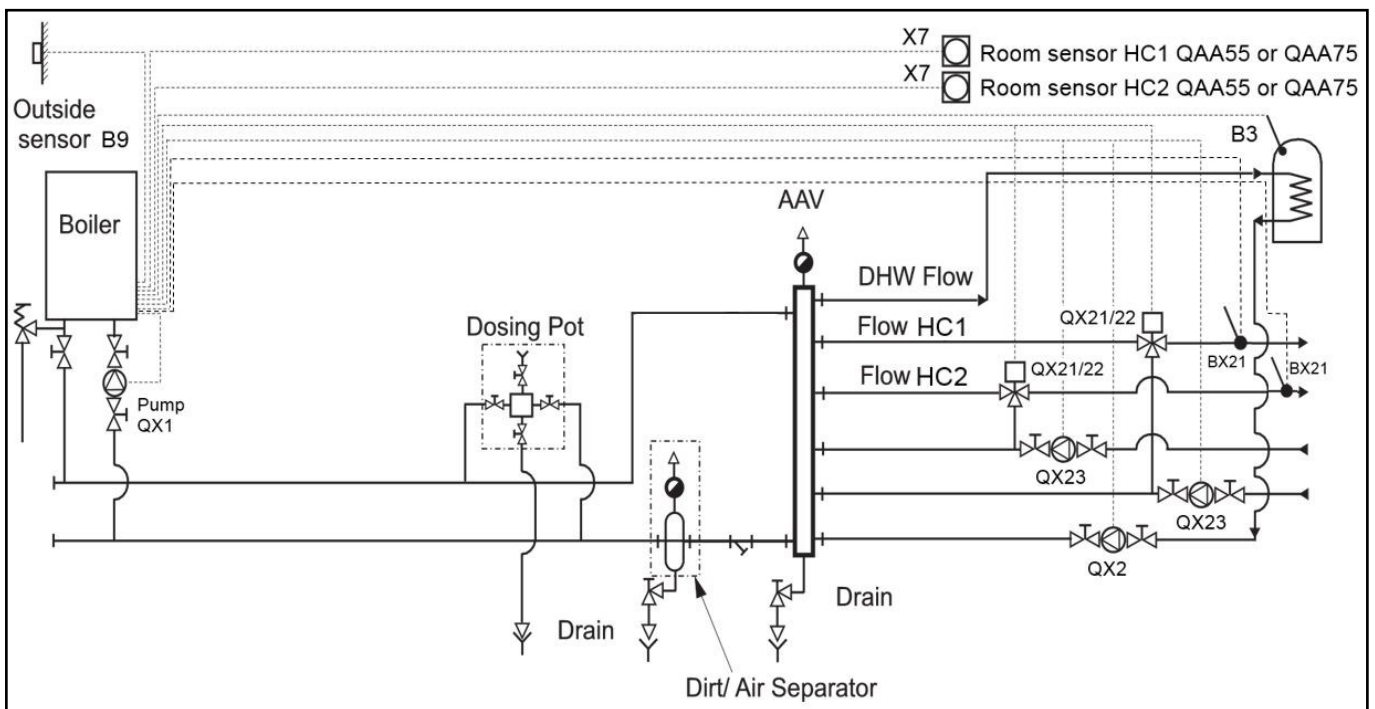 X7
Room sensor HC1 QAA55 or QAA75
X7
Room sensor HC2 QAA55 or QAA75
Outside
sensor B9
B3
Boiler
AAV
DHW Flow
QX21/22
Dosing Pot
Flow HC1
BX21
BX21
QX21/22
Flow HC2
Pump
QX1
QX23
QX23
QX2
Drain
Drain
Dirt/ Air Separator